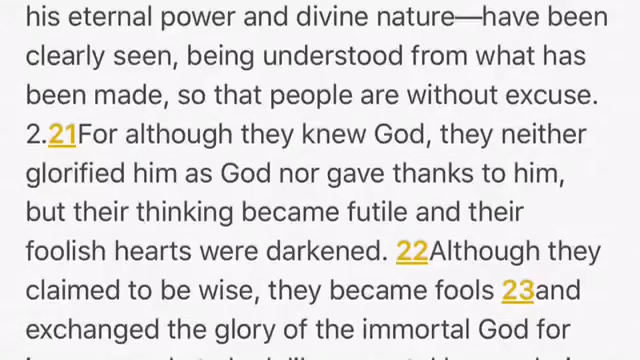 his eternal power and divine nature—have been
clearly seen, being understood from what has
been made, so that people are without excuse.
2.21For although they knew God, they neither
glorified him as God nor gave thanks to him,
but their thinking became futile and their
foolish hearts were darkened. 22Although they
claimed to be wise, they became fools 23and
exchanged the glory of the immortal God for